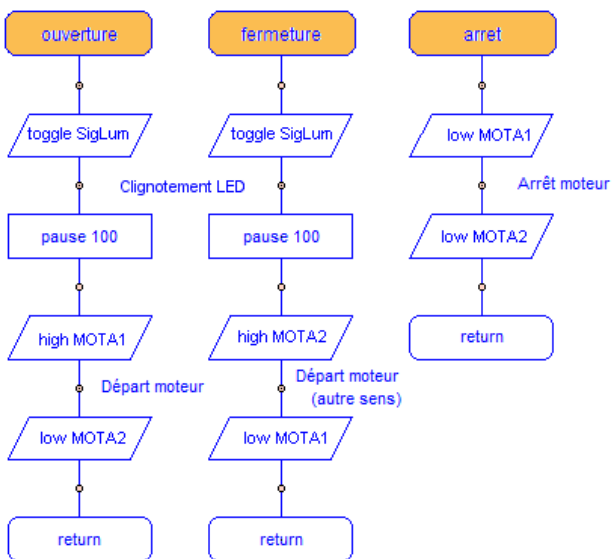 ouverture
toggle SigLum
Clignotement LED
pause 100
high MOTA1
Départ moteur
low MOTA2
return
fermeture
toggle SigLum
pause 100
high MOTA2
Départ moteur
(autre sens)
low MOTA1
return
arret
low MOTA1
Arrêt moteur
low MOTA2
return